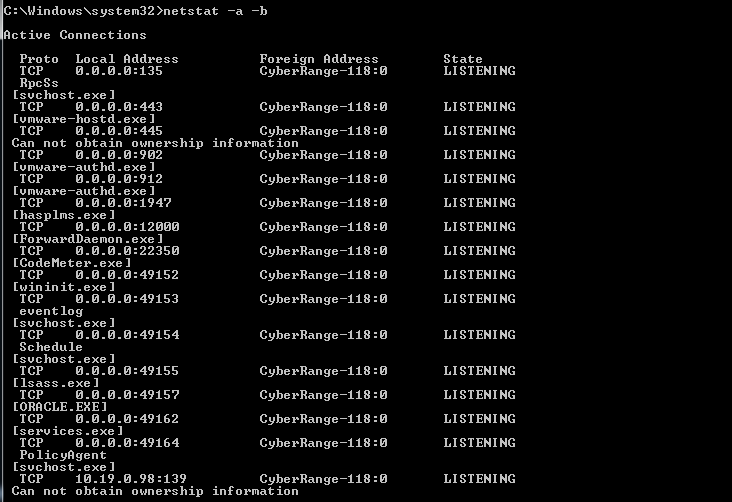 C:\Windows\system32>netstat -a -b
Active Connections
Proto Local Address Foreign Address State
TCP 0.0.0.0:135 CyberRange-118:0 LISTENING
RpcSs
[svchost.exe]
TCP 0.0.0.0:443 CyberRange-118:0 LISTENING
[vmware-hostd.exe]
TCP 0.0.0.0:445 CyberRange-118:0 LISTENING
Can not obtain ownership information
TCP 0.0.0.0:902 CyberRange-118:0 LISTENING
[vmware-authd.exe]
TCP 0.0.0.0:912 CyberRange-118:0 LISTENING
[vmware-authd.exe]
TCP 0.0.0.0:1947 CyberRange-118:0 LISTENING
[hasplms.exe]
TCP 0.0.0.0:12000 CyberRange-118:0 LISTENING
[ForwardDaemon.exe]
TCP 0.0.0.0:22350 CyberRange-118:0 LISTENING
[CodeMeter.exe]
TCP 0.0.0.0:49152 CyberRange-118:0 LISTENING
[wininit.exe]
TCP 0.0.0.0:49153 CyberRange-118:0 LISTENING
eventlog
[svchost.exe]
TCP 0.0.0.0:49154 CyberRange-118:0 LISTENING
Schedule
[svchost.exe]
TCP 0.0.0.0:49155 CyberRange-118:0 LISTENING
[lsass.exe]
TCP 0.0.0.0:49157 CyberRange-118:0 LISTENING
[ORACLE.EXE]
TCP 0.0.0.0:49162 CyberRange-118:0 LISTENING
[services.exe]
TCP 0.0.0.0:49164 CyberRange-118:0 LISTENING
PolicyAgent
[svchost.exe]
TCP 10.19.0.98:139 CyberRange-118:0 LISTENING
Can not obtain ownership information